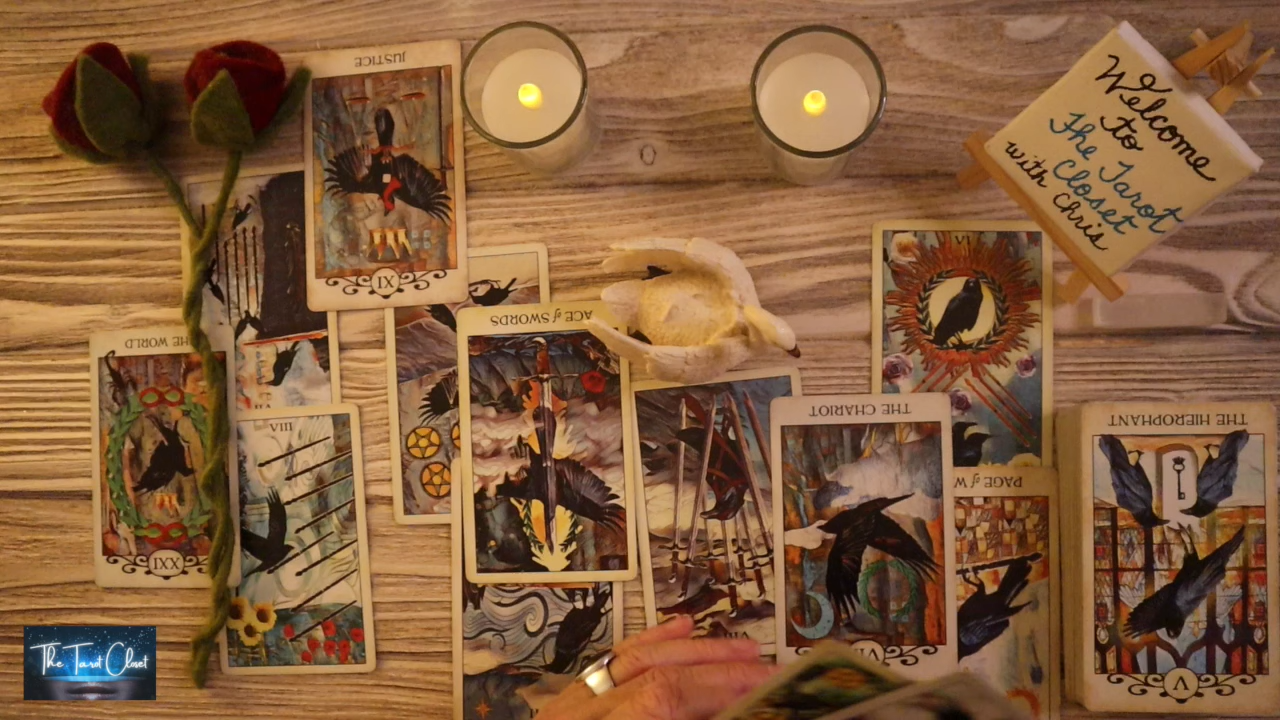 JUSTICE
XI
Welcome
to
The Tarot
Closet
with Chris
VI
THE WORLD
XXI
VIII
ACE of SWORDS
THE CHARIOT
VII
PAGE of W
THE HIEROPHANT
V
The Tarot Closet